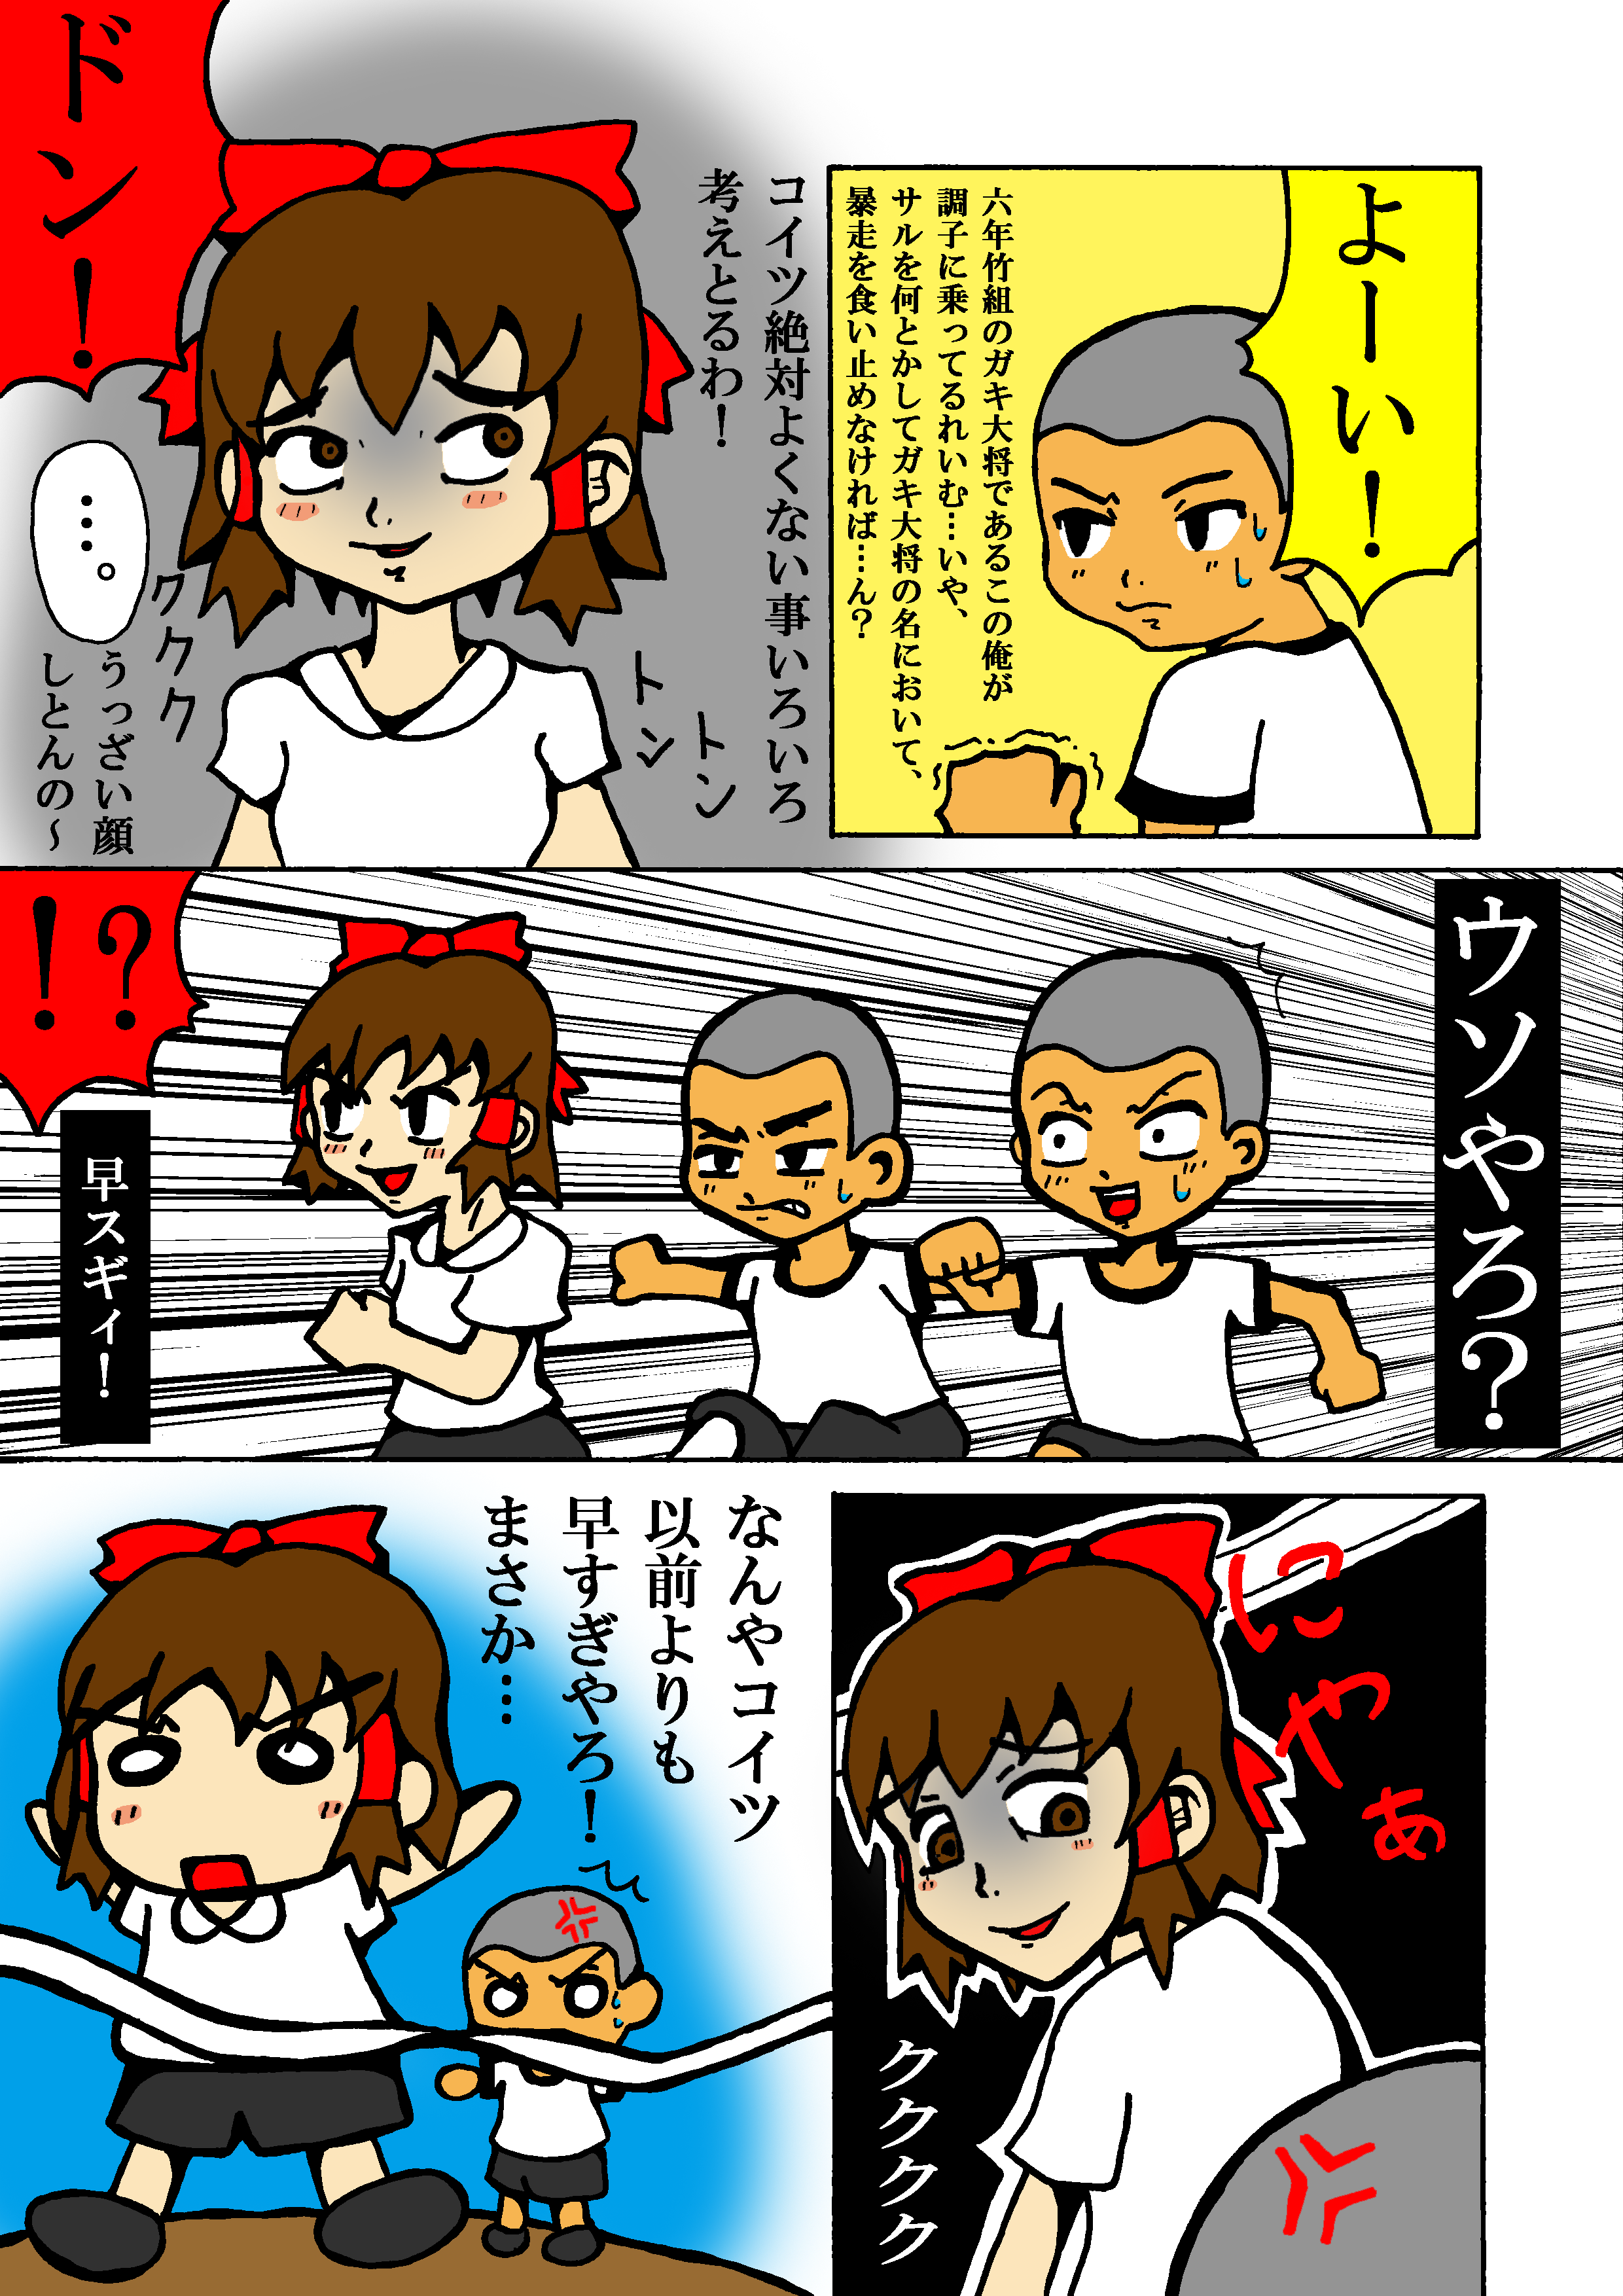 よーい!
六年竹組のガキ大将であるこの俺が
調子に乗ってるれいむ…いや、
サルを何とかしてガキ大将の名において、
暴走を食い止めなければ…ん?
コイツ絶対よくない事いろいろ
考えとるわ!
トン
トン
ドン!
ククク
…。
うっざい顔
しとんの~
ウソやろ?
!?
早スギィ!
にやぁ
クククク
なんやコイツ
以前よりも
早すぎやろ!
まさか…